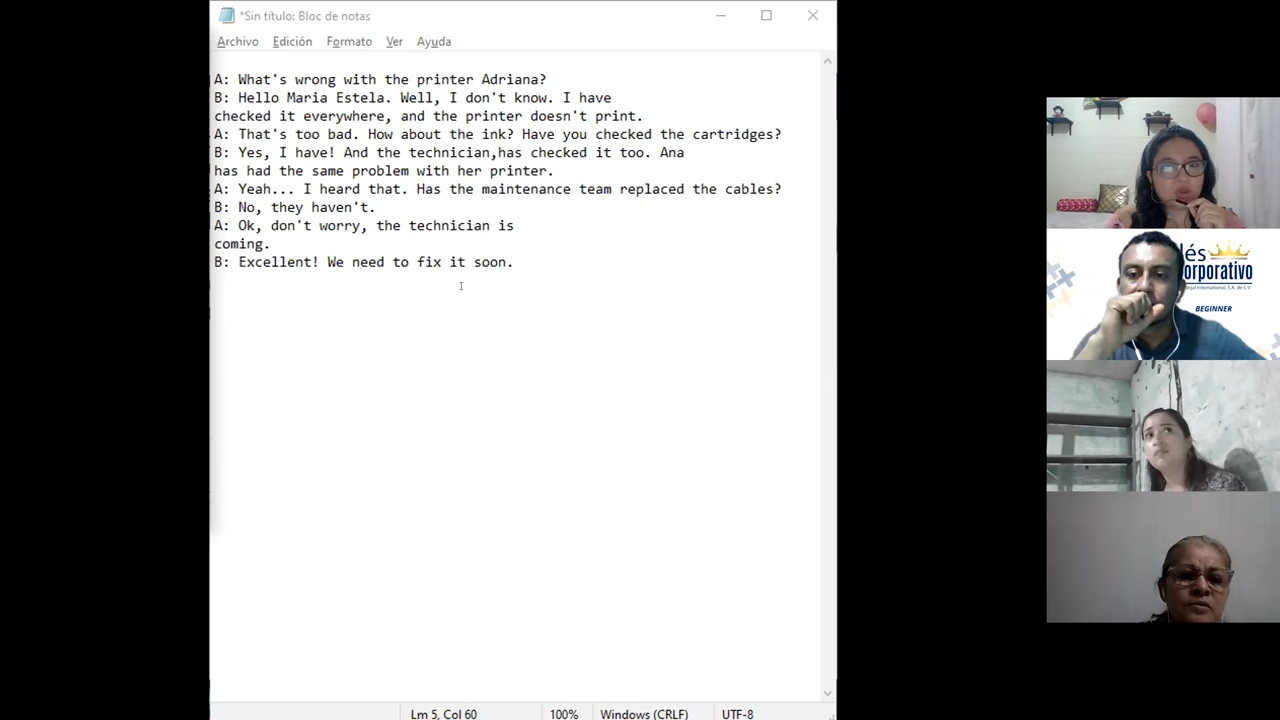 *Sin título: Bloc de notas
Archivo Edición Formato Ver Ayuda
A: What's wrong with the printer Adriana?
B: Hello Maria Estela. Well, I don't know. I have
checked it everywhere, and the printer doesn't print.
A: That's too bad. How about the ink? Have you checked the cartridges?
B: Yes, I have! And the technician,has checked it too. Ana
has had the same problem with her printer.
A: Yeah... I heard that. Has the maintenance team replaced the cables?
B: No, they haven't.
A: Ok, don't worry, the technician is
coming.
B: Excellent! We need to fix it soon.
Lm 5, Col 60 100% Windows (CRLF) UTF-8
lés
orporativo
egal International, S.A. de C.V.
BEGINNER